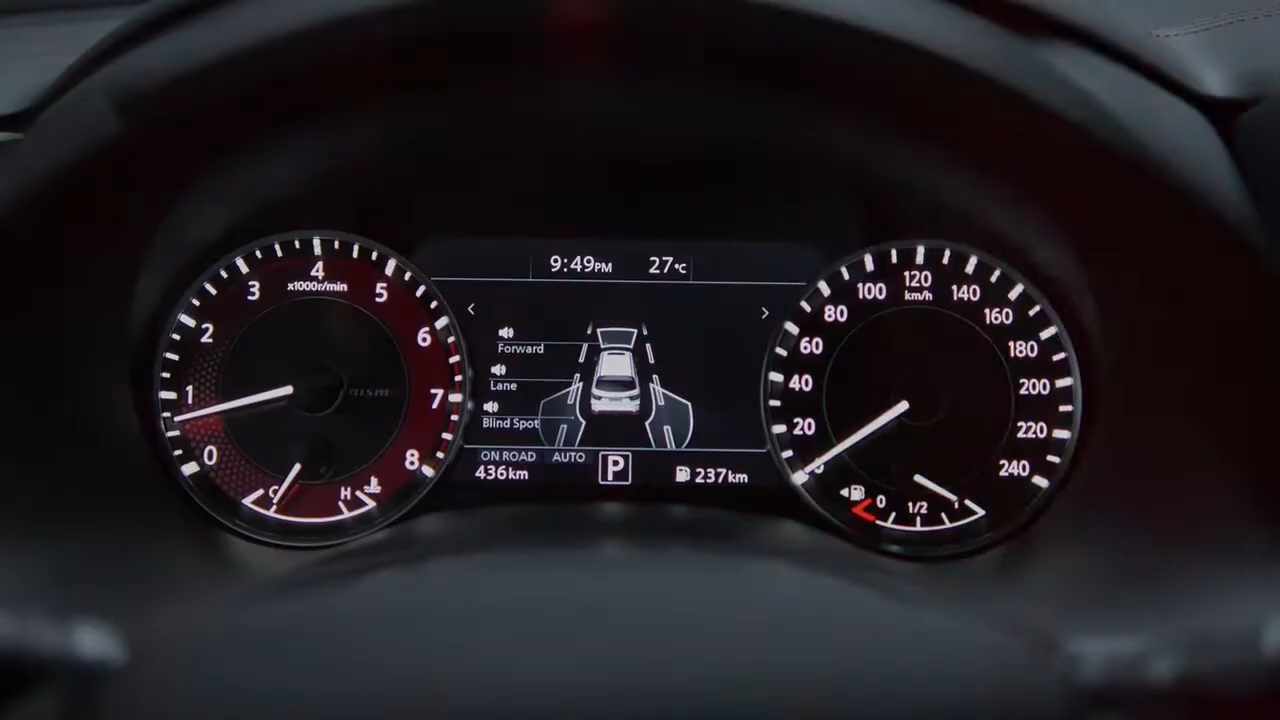 9:49PM 27°C
4
x1000r/min
3
5
2
6
1
7
0
8
NISMO
C
H
Forward
Lane
Blind Spot
ON ROAD AUTO
436km
P
237km
120
km/h
100
140
80
160
60
180
40
200
20
220
240
0
1/2